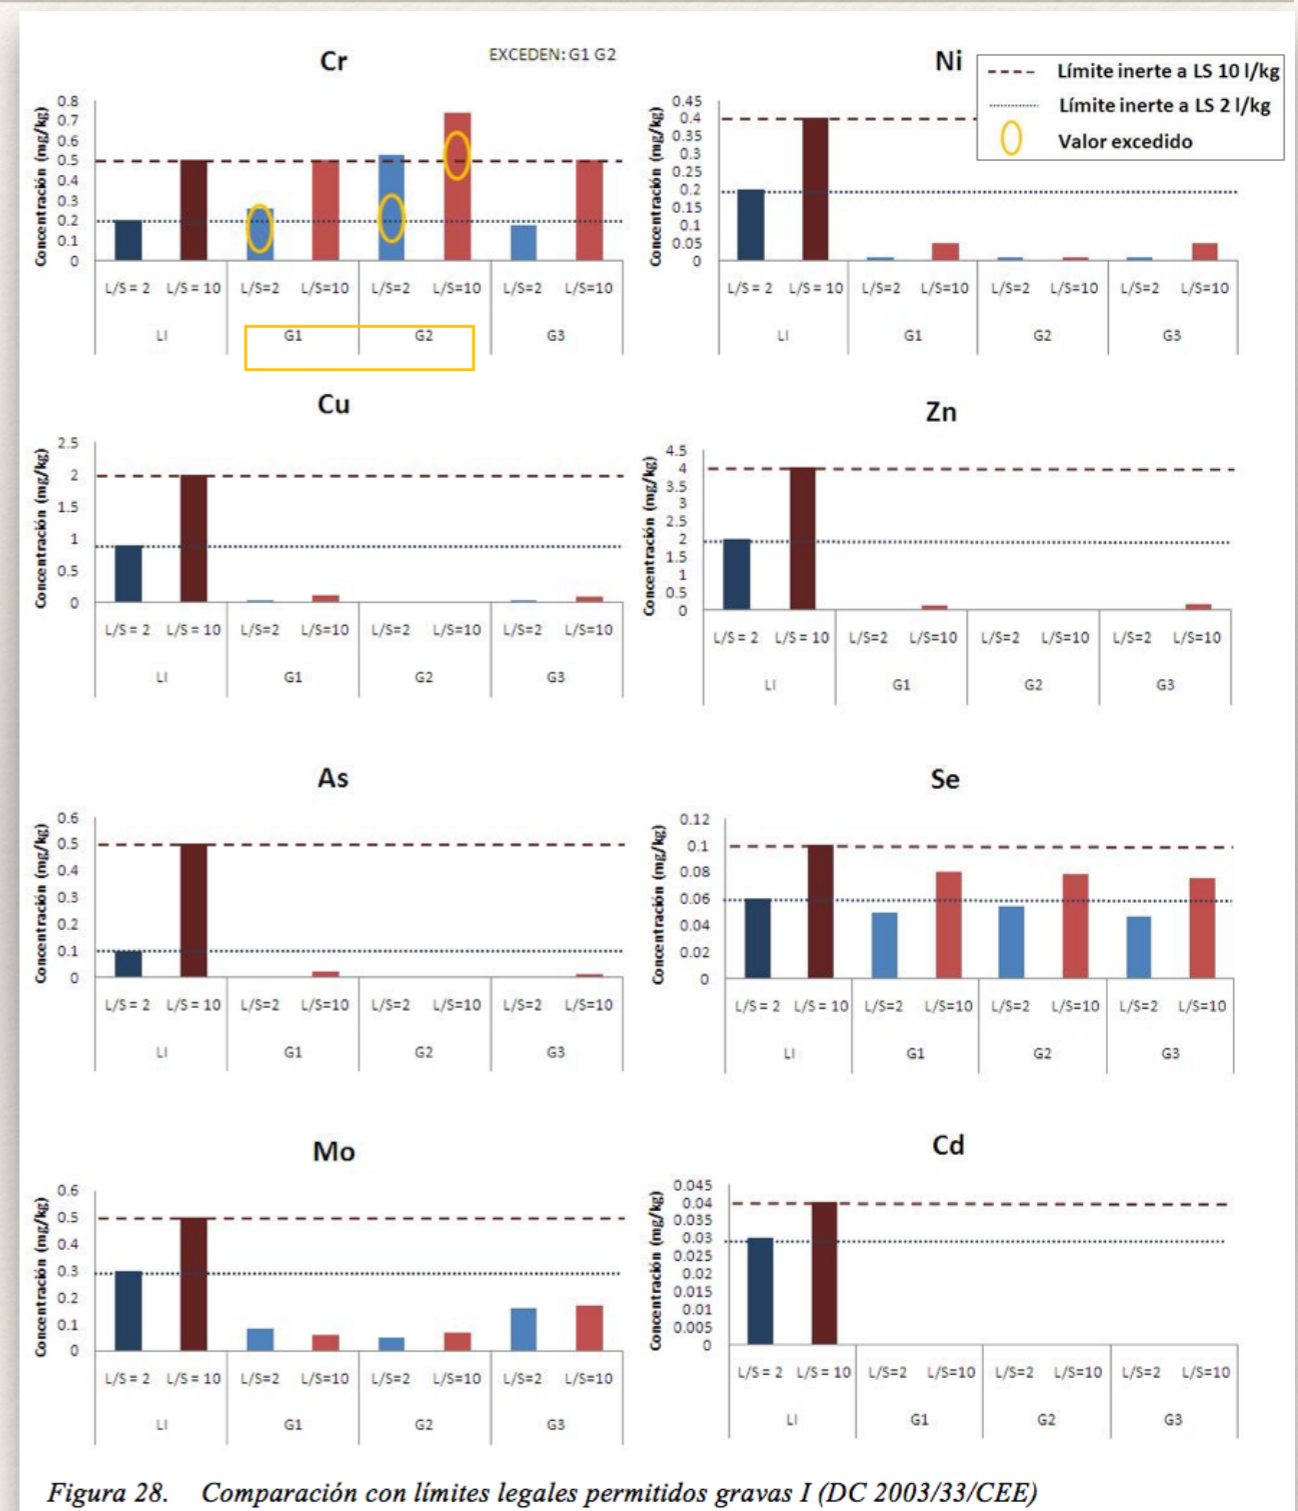 Cr
EXCEDEN: G1 G2
Concentración (mg/kg)
0.8
0.7
0.6
0.5
0.4
0.3
0.2
0.1
0
L/S = 2 L/S = 10 L/S=2 L/S=10 L/S=2 L/S=10 L/S=2 L/S=10
LI G1 G2 G3
Ni
Límite inerte a LS 10 l/kg
Límite inerte a LS 2 l/kg
Valor excedido
Concentración (mg/kg)
0.45
0.4
0.35
0.3
0.25
0.2
0.15
0.1
0.05
0
L/S = 2 L/S = 10 L/S=2 L/S=10 L/S=2 L/S=10 L/S=2 L/S=10
LI G1 G2 G3
Cu
Concentración (mg/kg)
2.5
2
1.5
1
0.5
0
L/S = 2 L/S = 10 L/S=2 L/S=10 L/S=2 L/S=10 L/S=2 L/S=10
LI G1 G2 G3
Zn
Concentración (mg/kg)
4.5
4
3.5
3
2.5
2
1.5
1
0.5
0
L/S = 2 L/S = 10 L/S=2 L/S=10 L/S=2 L/S=10 L/S=2 L/S=10
LI G1 G2 G3
As
Concentración (mg/kg)
0.6
0.5
0.4
0.3
0.2
0.1
0
L/S = 2 L/S = 10 L/S=2 L/S=10 L/S=2 L/S=10 L/S=2 L/S=10
LI G1 G2 G3
Se
Concentración (mg/kg)
0.12
0.1
0.08
0.06
0.04
0.02
0
L/S = 2 L/S = 10 L/S=2 L/S=10 L/S=2 L/S=10 L/S=2 L/S=10
LI G1 G2 G3
Mo
Concentración (mg/kg)
0.6
0.5
0.4
0.3
0.2
0.1
0
L/S = 2 L/S = 10 L/S=2 L/S=10 L/S=2 L/S=10 L/S=2 L/S=10
LI G1 G2 G3
Cd
Concentración (mg/kg)
0.045
0.04
0.035
0.03
0.025
0.02
0.015
0.01
0.005
0
L/S = 2 L/S = 10 L/S=2 L/S=10 L/S=2 L/S=10 L/S=2 L/S=10
LI G1 G2 G3
Figura 28. Comparación con límites legales permitidos gravas I (DC 2003/33/CEE)